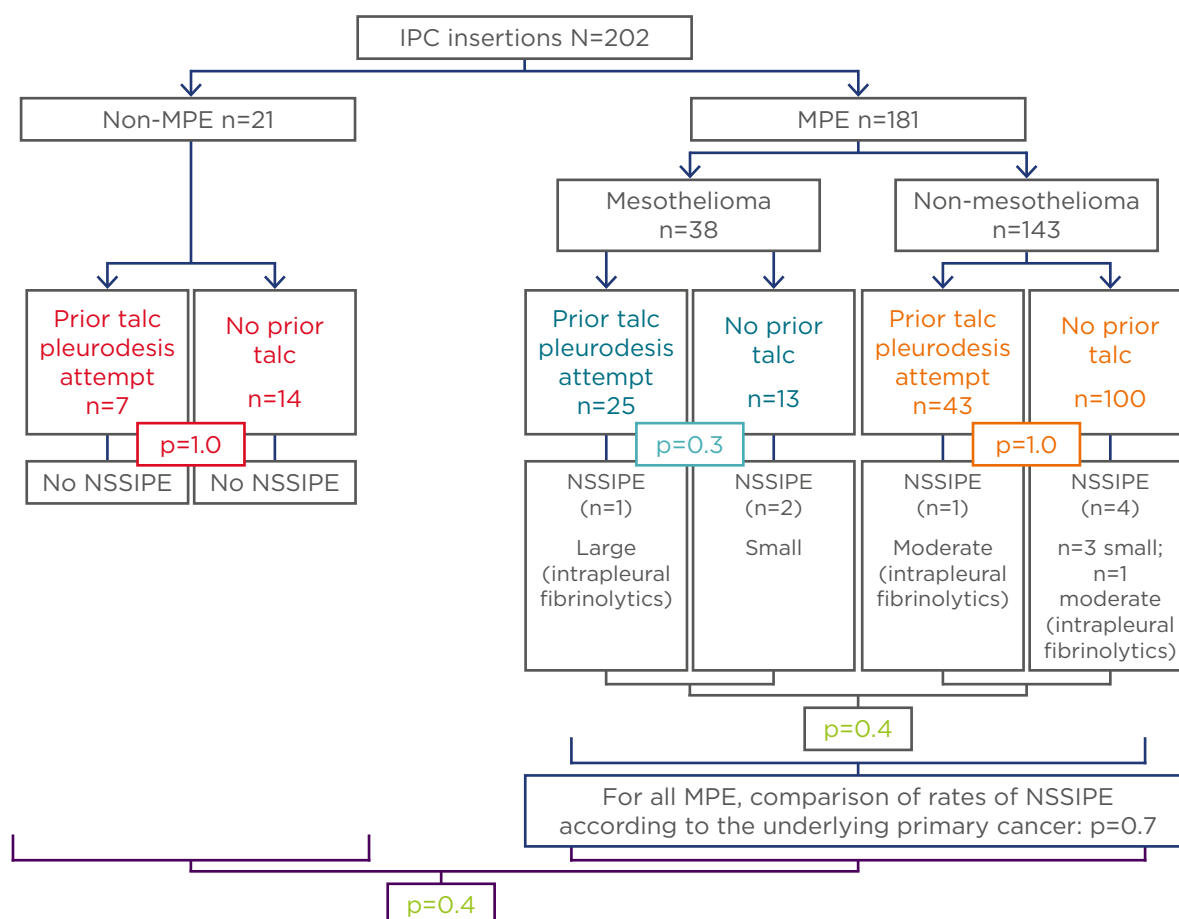 IPC insertions N=202
Non-MPE n=21
MPE n=181
Mesothelioma
n=38
Non-mesothelioma
n=143
Prior talc
pleurodesis
attempt
n=7
No prior
talc
n=14
p=1.0
No NSSIPE
No NSSIPE
Prior talc
pleurodesis
attempt
n=25
No prior
talc
n=13
p=0.3
Prior talc
pleurodesis
attempt
n=43
No prior
talc
n=100
p=1.0
NSSIPE
(n=1)
Large
(intrapleural
fibrinolytics)
NSSIPE
(n=2)
Small
NSSIPE
(n=1)
Moderate
(intrapleural
fibrinolytics)
NSSIPE
(n=4)
n=3 small;
n=1
moderate
(intrapleural
fibrinolytics)
p=0.4
For all MPE, comparison of rates of NSSIPE
according to the underlying primary cancer: p=0.7
p=0.4